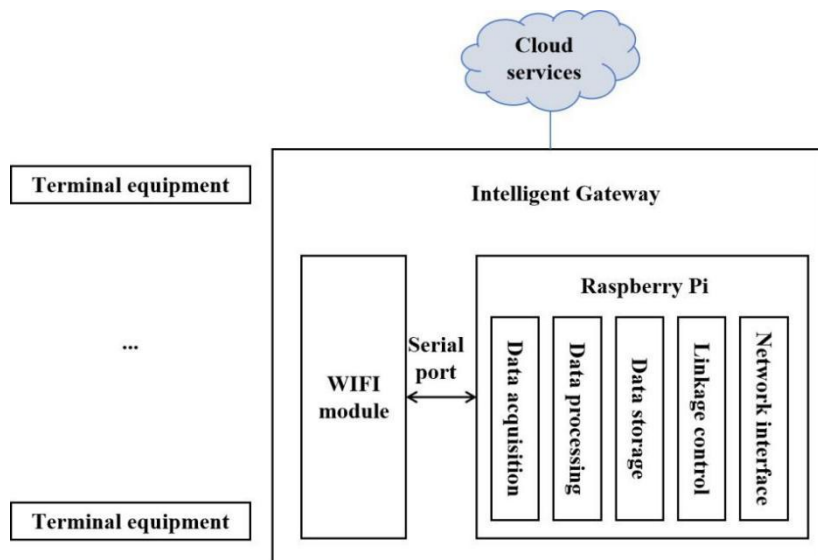 Cloud
services
Terminal equipment
Intelligent Gateway
Raspberry Pi
...
Serial
port
WIFI
module
Data acquisition
Data processing
Data storage
Linkage control
Network interface
Terminal equipment